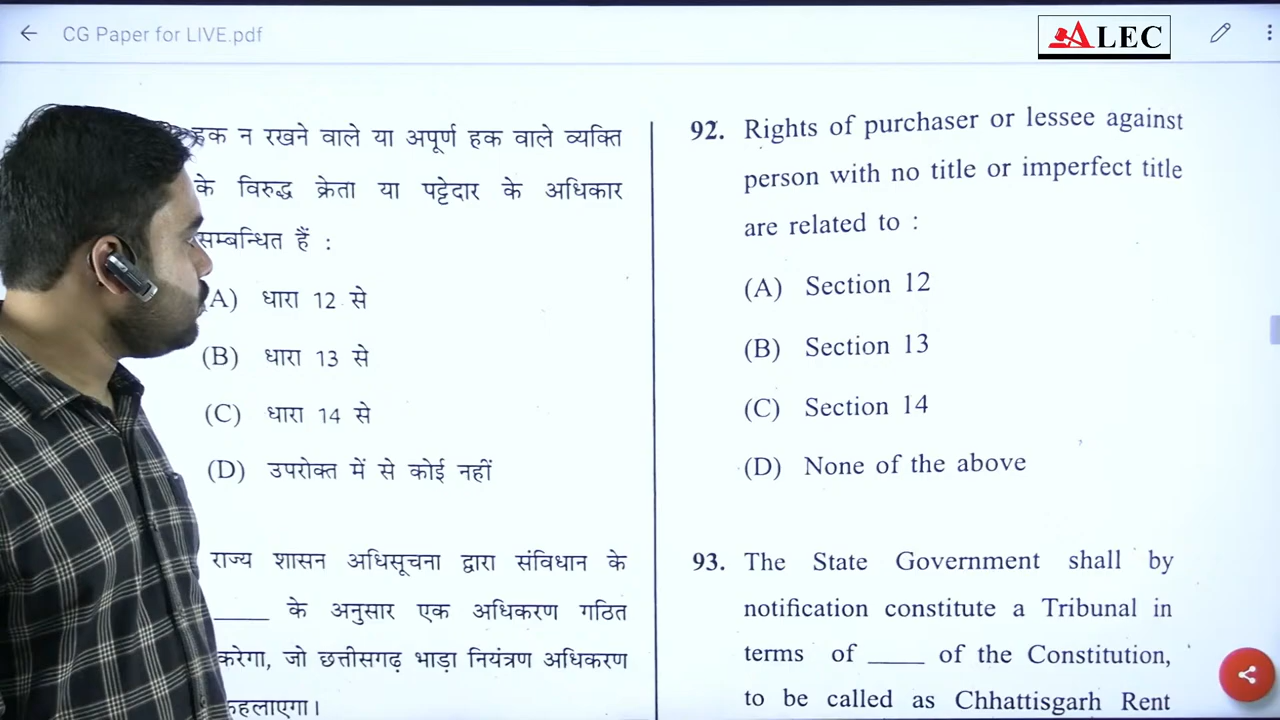 CG Paper for LIVE.pdf
ALEC
हक न रखने वाले या अपूर्ण हक वाले व्यक्ति
के विरुद्ध क्रेता या पट्टेदार के अधिकार
सम्बन्धित हैं :
A) धारा 12 से
(B) धारा 13 से
(C) धारा 14 से
(D) उपरोक्त में से कोई नहीं
राज्य शासन अधिसूचना द्वारा संविधान के
____ के अनुसार एक अधिकरण गठित
करेगा, जो छत्तीसगढ़ भाड़ा नियंत्रण अधिकरण
कहलाएगा।
92. Rights of purchaser or lessee against
person with no title or imperfect title
are related to :
(A) Section 12
(B) Section 13
(C) Section 14
(D) None of the above
93. The State Government shall by
notification constitute a Tribunal in
terms of ____ of the Constitution,
to be called as Chhattisgarh Rent